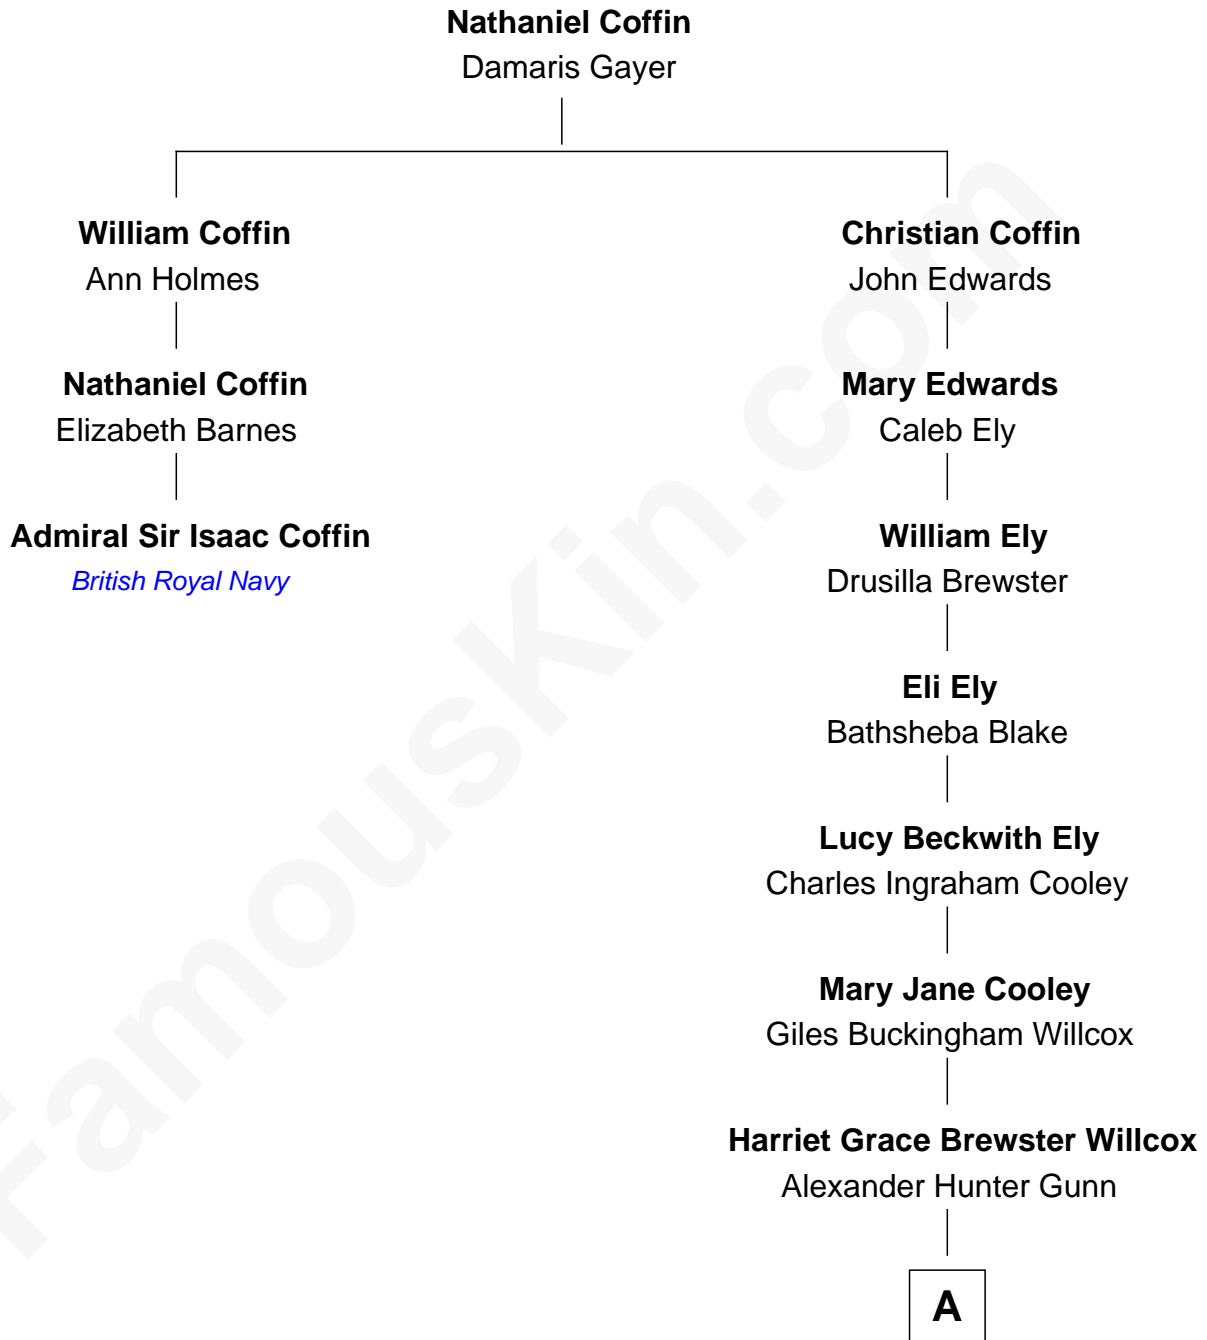 Nathaniel Coffin
Damaris Gayer
William Coffin
Ann Holmes
Christian Coffin
John Edwards
Nathaniel Coffin
Elizabeth Barnes
Mary Edwards
Caleb Ely
Admiral Sir Isaac Coffin
British Royal Navy
William Ely
Drusilla Brewster
Eli Ely
Bathsheba Blake
Lucy Beckwith Ely
Charles Ingraham Cooley
Mary Jane Cooley
Giles Buckingham Willcox
Harriet Grace Brewster Willcox
Alexander Hunter Gunn
A
FamousKin.com